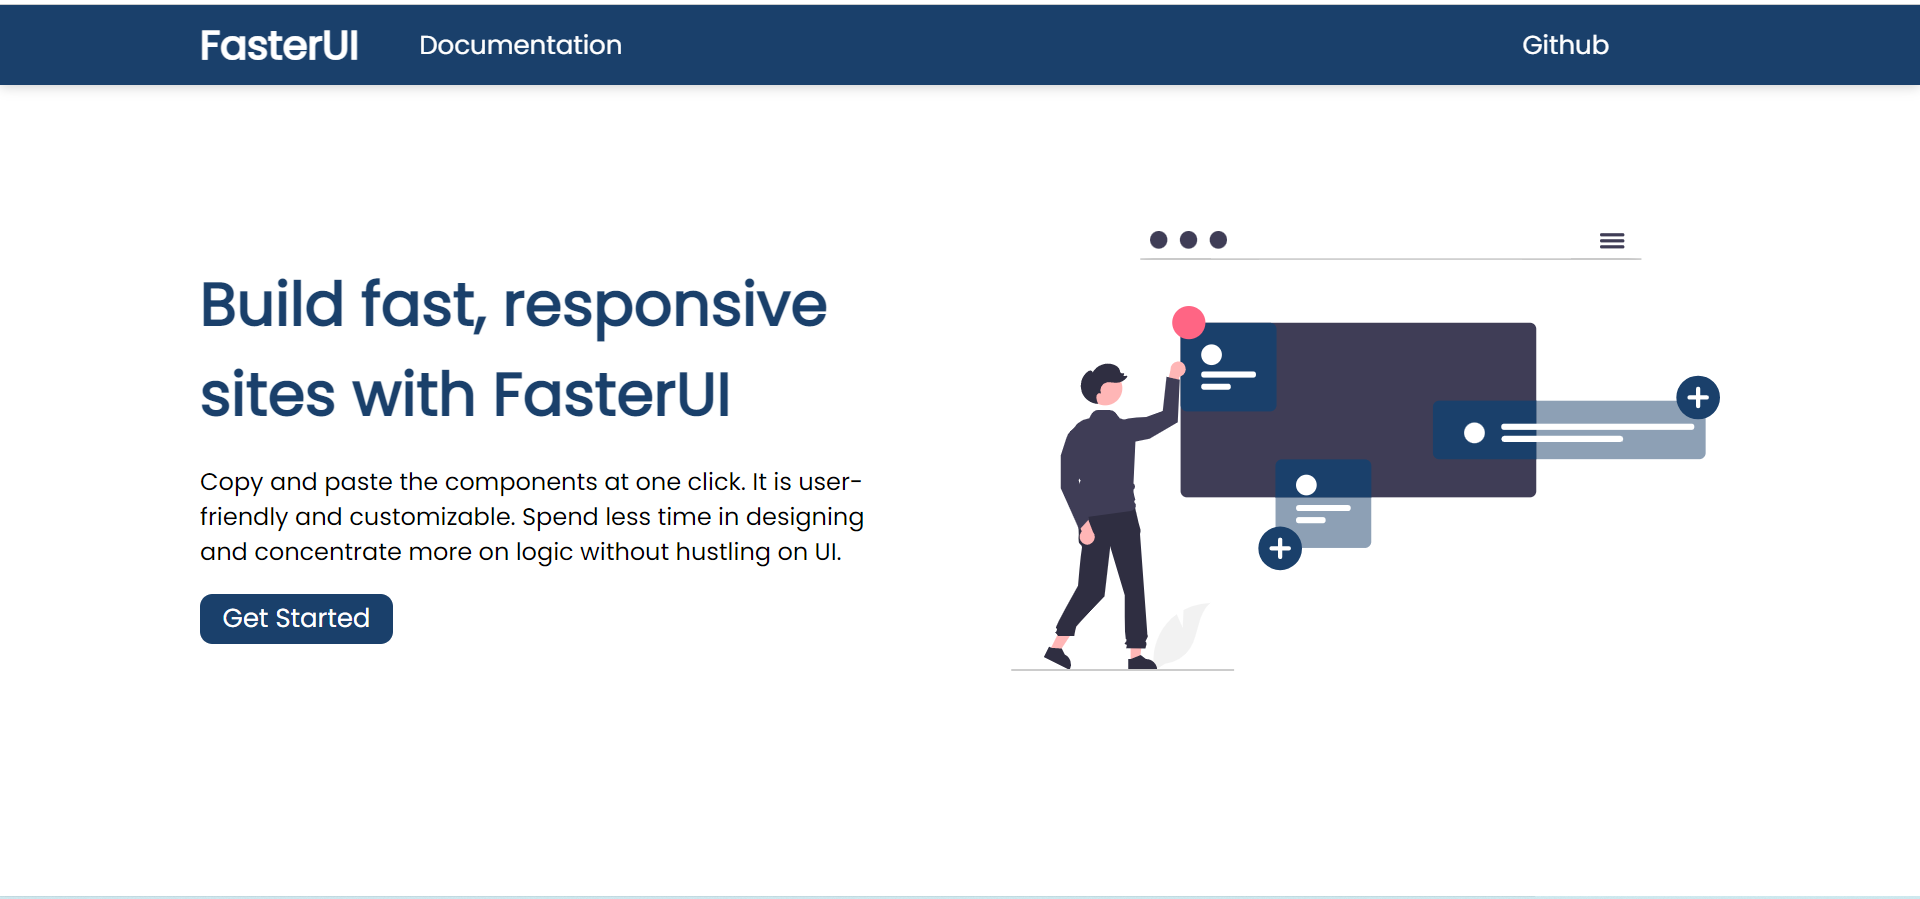 FasterUI Documentation Github
Build fast, responsive
sites with FasterUI
Copy and paste the components at one click. It is user-
friendly and customizable. Spend less time in designing
and concentrate more on logic without hustling on UI.
Get Started